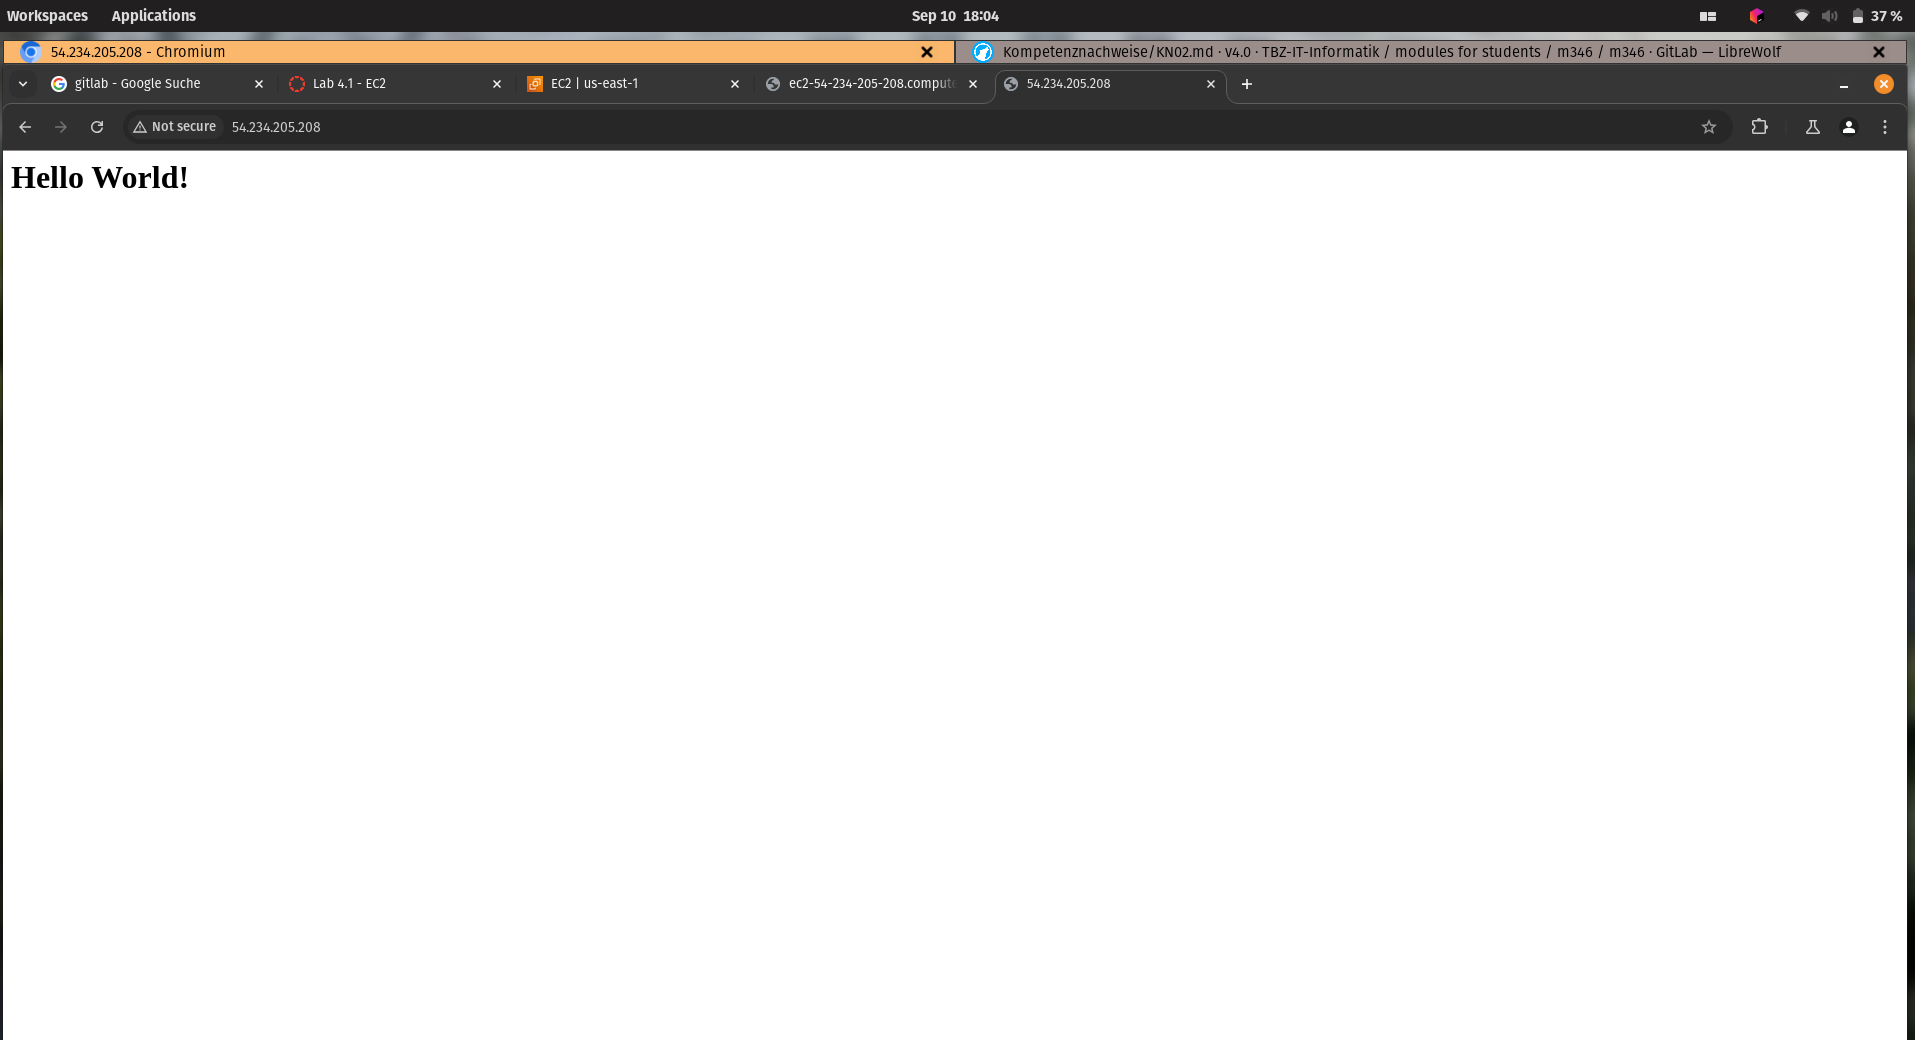 Workspaces Applications Sep 10 18:04 37 %
54.234.205.208 - Chromium Kompetenznachweise/KN02.md · v4.0 · TBZ-IT-Informatik / modules for students / m346 / m346 · GitLab — LibreWolf
gitlab - Google Suche Lab 4.1 - EC2 EC2 | us-east-1 ec2-54-234-205-208.compute 54.234.205.208
Not secure 54.234.205.208
Hello World!